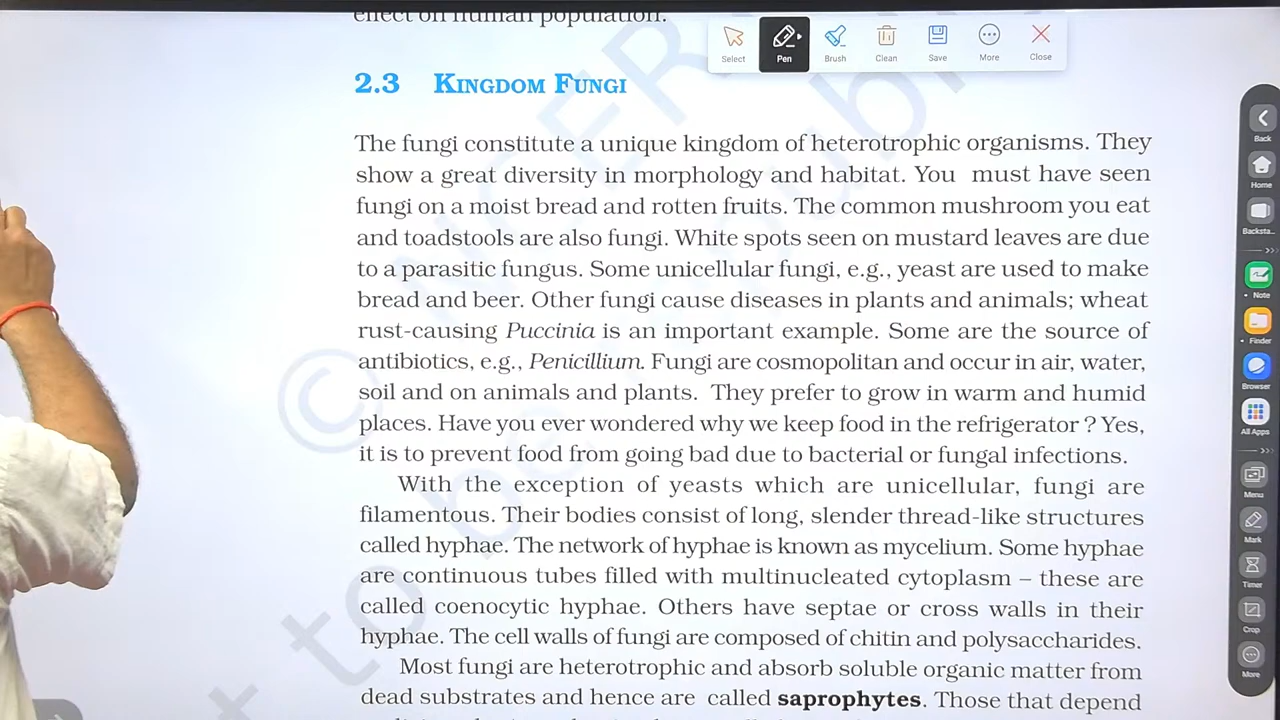 effect on human population.
Select
Pen
Brush
Clean
Save
More
Close
2.3 KINGDOM FUNGI
The fungi constitute a unique kingdom of heterotrophic organisms. They
show a great diversity in morphology and habitat. You must have seen
fungi on a moist bread and rotten fruits. The common mushroom you eat
and toadstools are also fungi. White spots seen on mustard leaves are due
to a parasitic fungus. Some unicellular fungi, e.g., yeast are used to make
bread and beer. Other fungi cause diseases in plants and animals; wheat
rust-causing Puccinia is an important example. Some are the source of
antibiotics, e.g., Penicillium. Fungi are cosmopolitan and occur in air, water,
soil and on animals and plants. They prefer to grow in warm and humid
places. Have you ever wondered why we keep food in the refrigerator ? Yes,
it is to prevent food from going bad due to bacterial or fungal infections.
With the exception of yeasts which are unicellular, fungi are
filamentous. Their bodies consist of long, slender thread-like structures
called hyphae. The network of hyphae is known as mycelium. Some hyphae
are continuous tubes filled with multinucleated cytoplasm – these are
called coenocytic hyphae. Others have septae or cross walls in their
hyphae. The cell walls of fungi are composed of chitin and polysaccharides.
Most fungi are heterotrophic and absorb soluble organic matter from
dead substrates and hence are called saprophytes. Those that depend
Back
Home
Backsta...
Note
Finder
Browser
All Apps
Menu
Mark
Timer
Crop
More
© NCER
to be